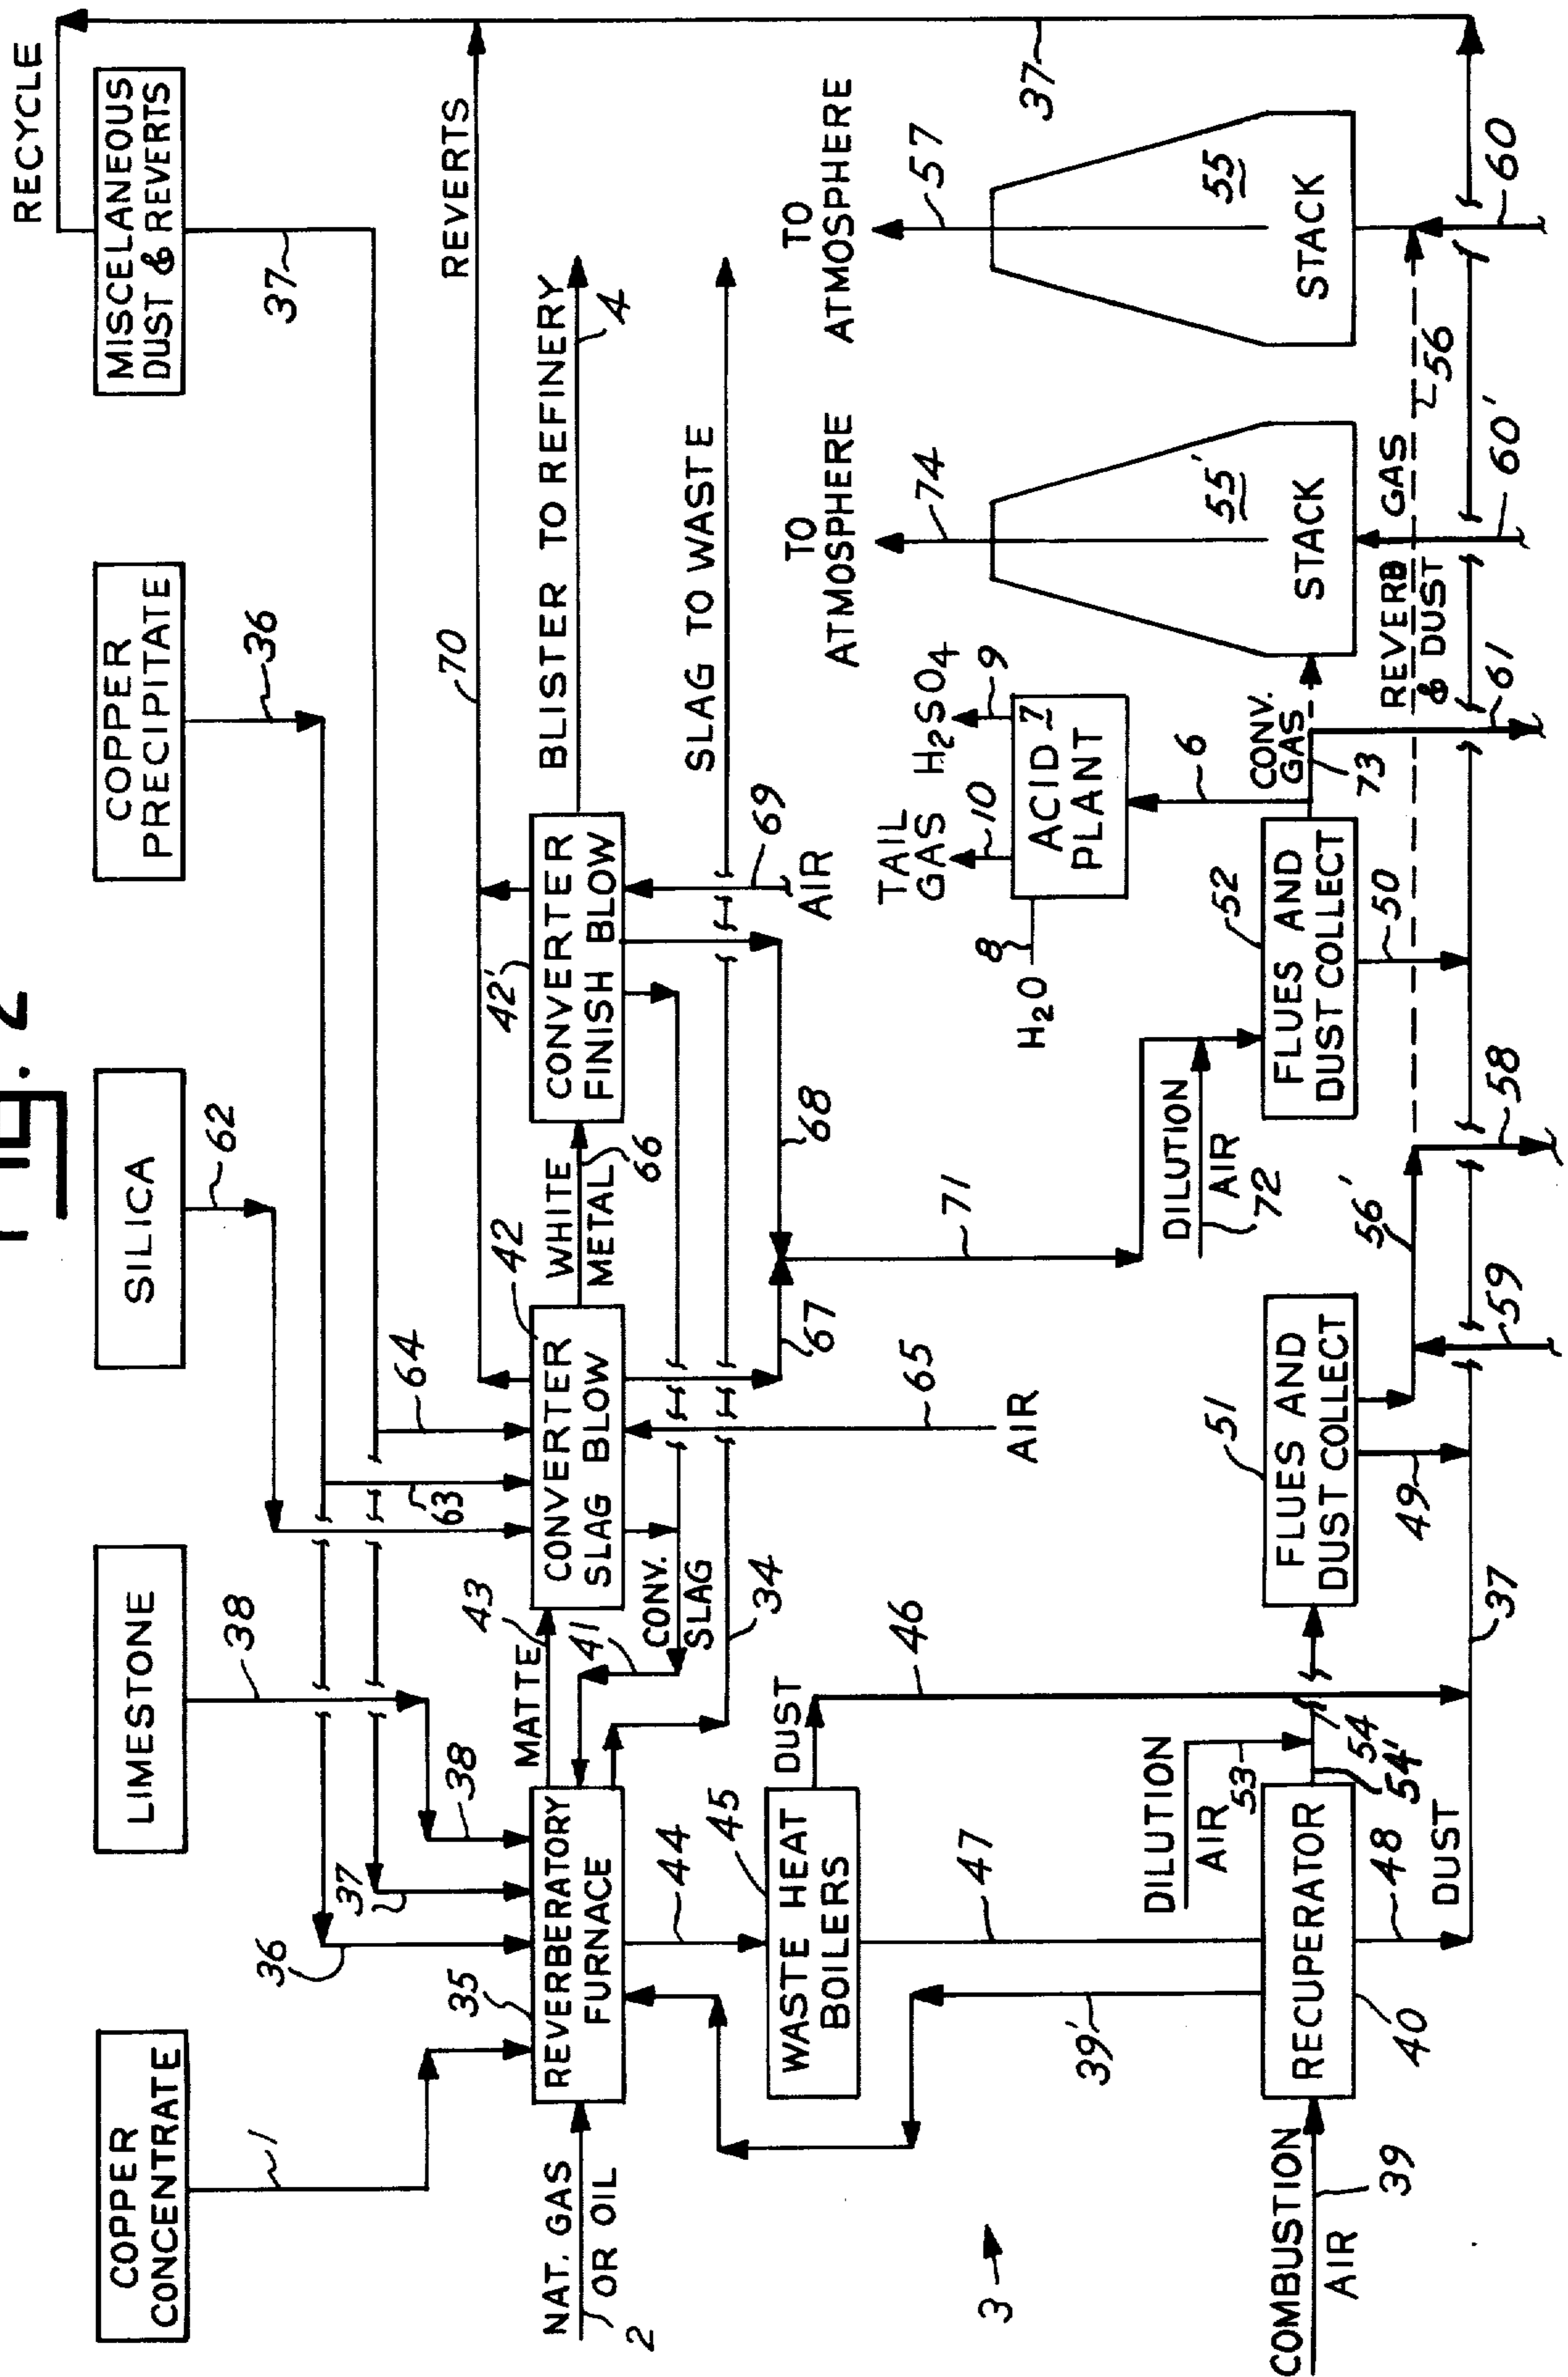 FIG. 2
COPPER
CONCENTRATE
LIMESTONE
SILICA
COPPER
PRECIPITATE
MISCELANEOUS
DUST & REVERTS
RECYCLE
1
38
62
36
37
36
37
38
63
64
70
REVERTS
NAT. GAS
OR OIL
2
35
REVERBERATORY
FURNACE
MATTE
43
41
CONV.
SLAG
34
42
CONVERTER
SLAG BLOW
WHITE
METAL
66
42'
CONVERTER
FINISH BLOW
BLISTER TO REFINERY
4
SLAG TO WASTE
44
45
WASTE HEAT
BOILERS
DUST
46
65
AIR
67
68
69
AIR
71
3
47
39'
DILUTION
AIR
53
DILUTION
AIR
72
H2O
8
TAIL
GAS
10
H2SO4
9
ACID 7
PLANT
6
TO
ATMOSPHERE
74
TO
ATMOSPHERE
57
37
COMBUSTION
AIR
39
RECUPERATOR
40
54
54'
48
DUST
51
FLUES AND
DUST COLLECT
49
37
56'
59
58
52
FLUES AND
DUST COLLECT
50
CONV.
GAS
73
61
55'
STACK
REVERB GAS
& DUST
56
60'
55
STACK
60